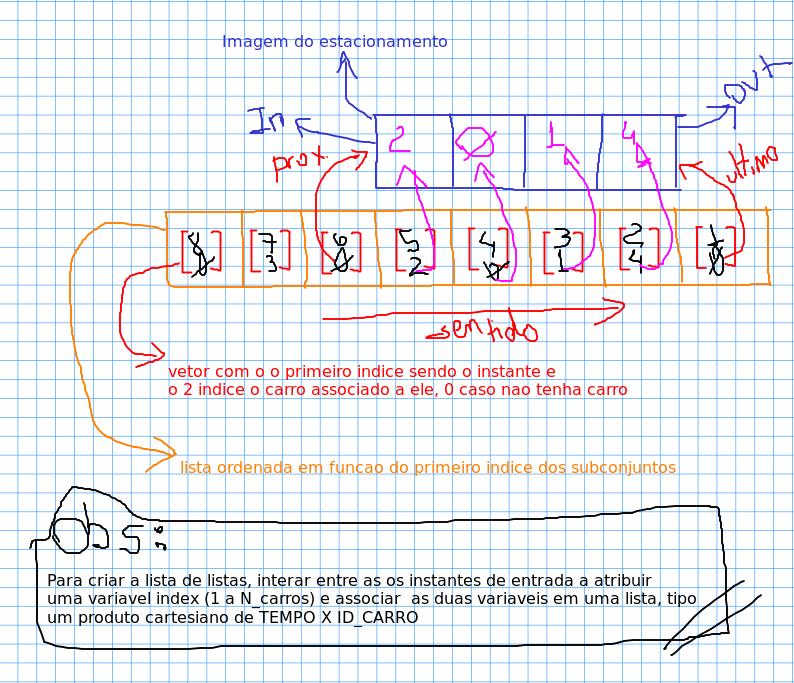 Imagem do estacionamento
out
In
2 0 1 4
prox.
ultimo
[8 0] [7 3] [6 0] [5 2] [4 0] [3 1] [2 4] [1 0]
sentido
vetor com o o primeiro indice sendo o instante e
o 2 indice o carro associado a ele, 0 caso nao tenha carro
lista ordenada em funcao do primeiro indice dos subconjuntos
Obs:
Para criar a lista de listas, interar entre as os instantes de entrada a atribuir
uma variavel index (1 a N_carros) e associar  as duas variaveis em uma lista, tipo
um produto cartesiano de TEMPO X ID_CARRO